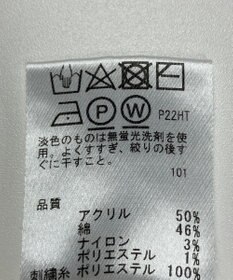 P W P22HT
淡色のものは無蛍光洗剤を使
用。よくすすぎ、絞りの後す
ぐに干すこと。
101
品質
アクリル 50%
綿 46%
ナイロン 3%
ポリエステル 1%
刺繍糸 ポリエステル 100%